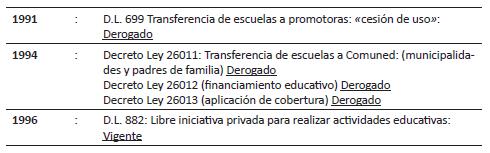 1991 : D.L. 699 Transferencia de escuelas a promotoras: «cesión de uso»:
Derogado
1994 : Decreto Ley 26011: Transferencia de escuelas a Comuned: (municipalida-
des y padres de familia) Derogado
Decreto Ley 26012 (financiamiento educativo) Derogado
Decreto Ley 26013 (aplicación de cobertura) Derogado
1996 : D.L. 882: Libre iniciativa privada para realizar actividades educativas:
Vigente